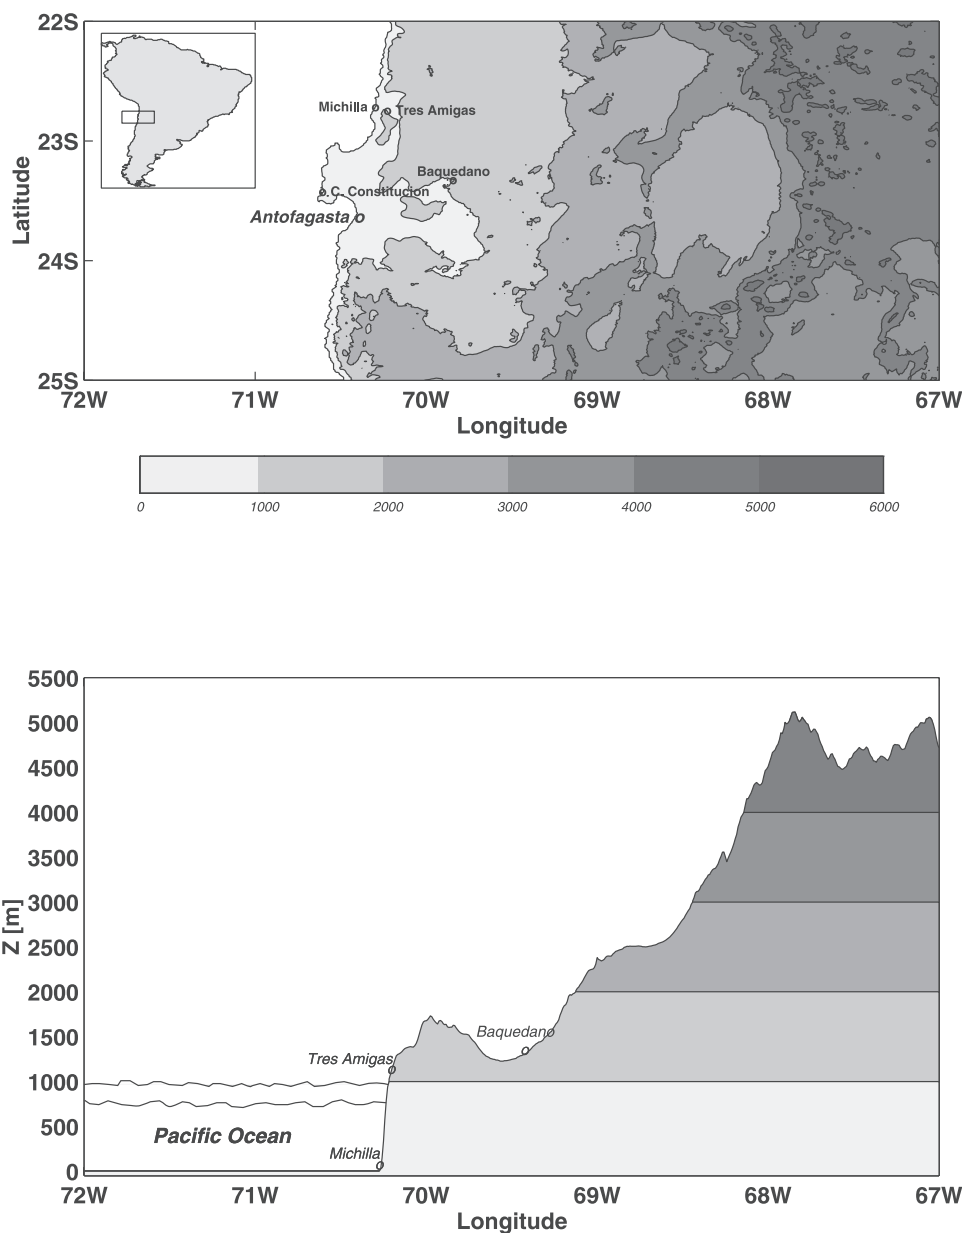 22S
Michilla
Tres Amigas
23S
Baquedano
C. Constitucion
Antofagasta
24S
25S
Latitude
72W 71W 70W 69W 68W 67W
Longitude
0 1000 2000 3000 4000 5000 6000
5500
5000
4500
4000
3500
3000
2500
2000
1500
1000
500
0
Z [m]
Baquedano
Tres Amigas
Pacific Ocean
Michilla
72W 71W 70W 69W 68W 67W
Longitude